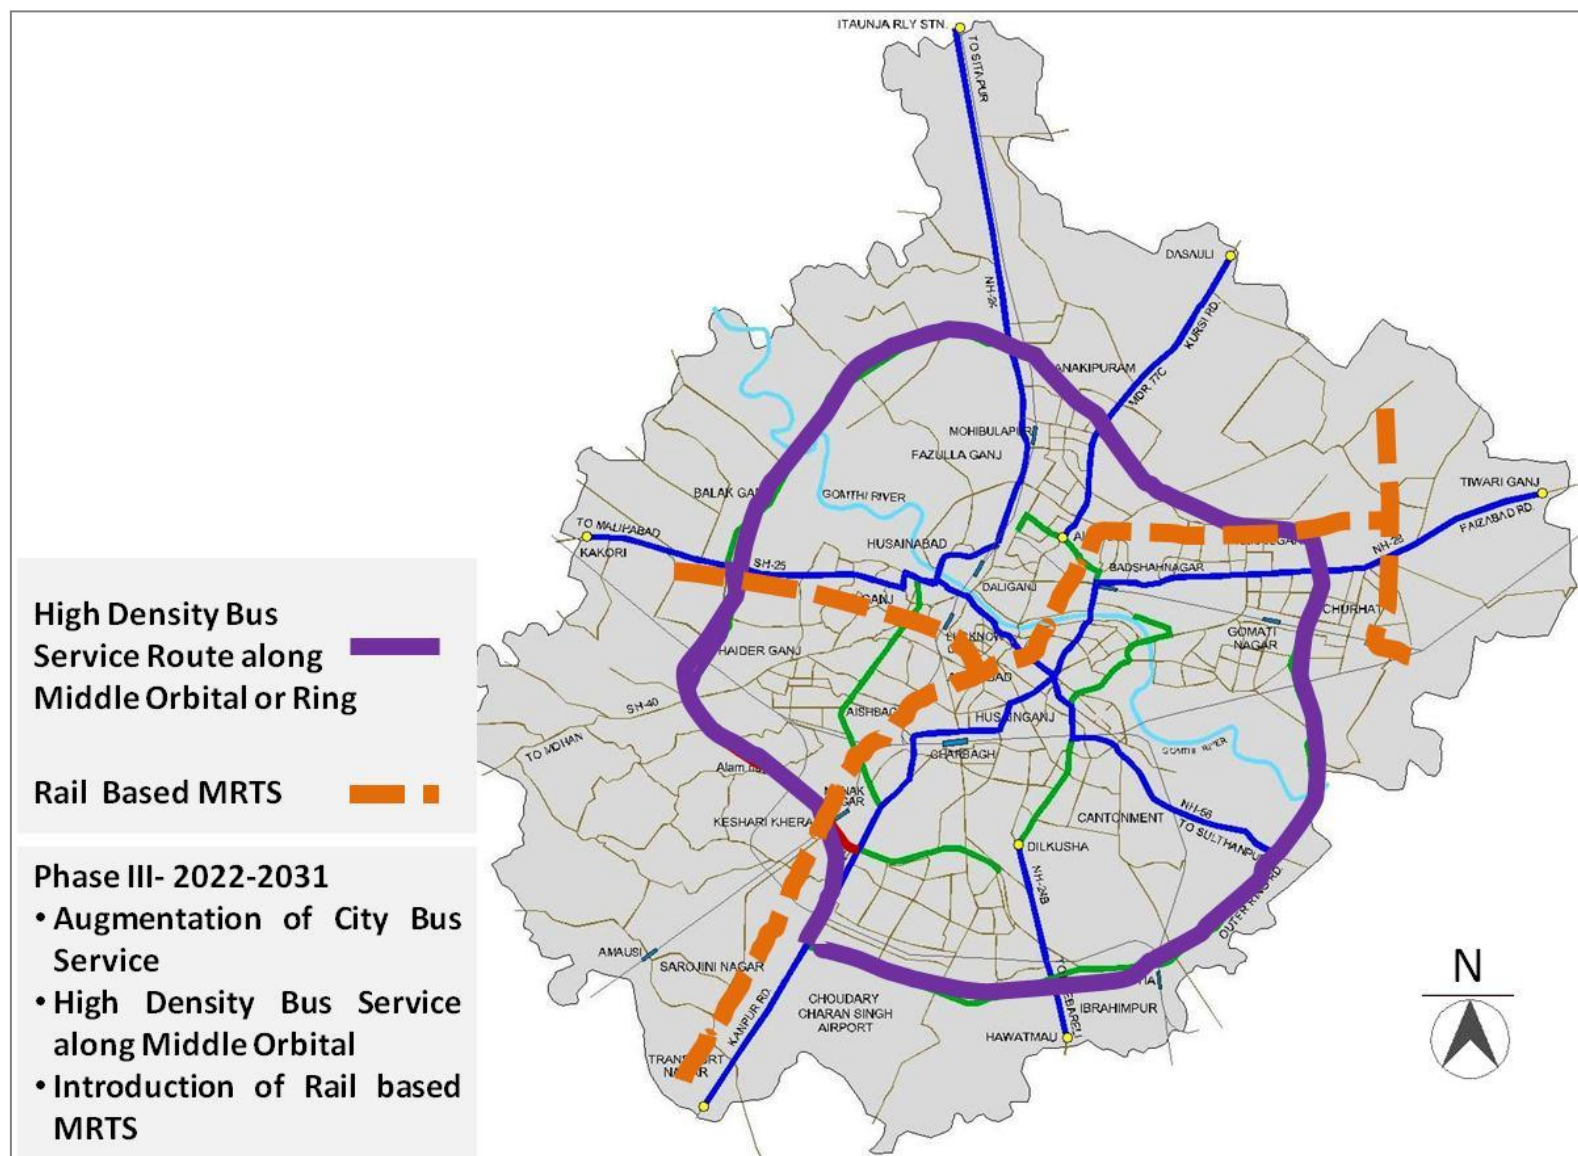 ITAUNJA RLY STN.
TO SITAPUR
DASAULI
KURSI RD.
MDR 77C
ANAKIPURAM
MOHIBULAPUR
FAZULLA GANJ
TIWARI GANJ
FAIZABAD RD.
NH-28
GOMTHI RIVER
TO MALIHABAD
KAKORI
SH-25
HUSAINABAD
DALIGANJ
BADSHAHNAGAR
CHURHAT
GOMATI
NAGAR
HAIDER GANJ
SH-40
TO MOHAN
AISHBAG
HUSAINGANJ
CHARBAGH
GOMTHI RIVER
NH-56
TO SULTHANPUR
CANTONMENT
KESHARI KHERA
DILKUSHA
NH-24B
OUTER RING RD.
AMAUSI
SAROJINI NAGAR
KANPUR RD.
CHOUDARY
CHARAN SINGH
AIRPORT
IBRAHIMPUR
HAWATMAU
High Density Bus
Service Route along
Middle Orbital or Ring
Rail Based MRTS
Phase III- 2022-2031
• Augmentation of City Bus
Service
• High Density Bus Service
along Middle Orbital
• Introduction of Rail based
MRTS
N